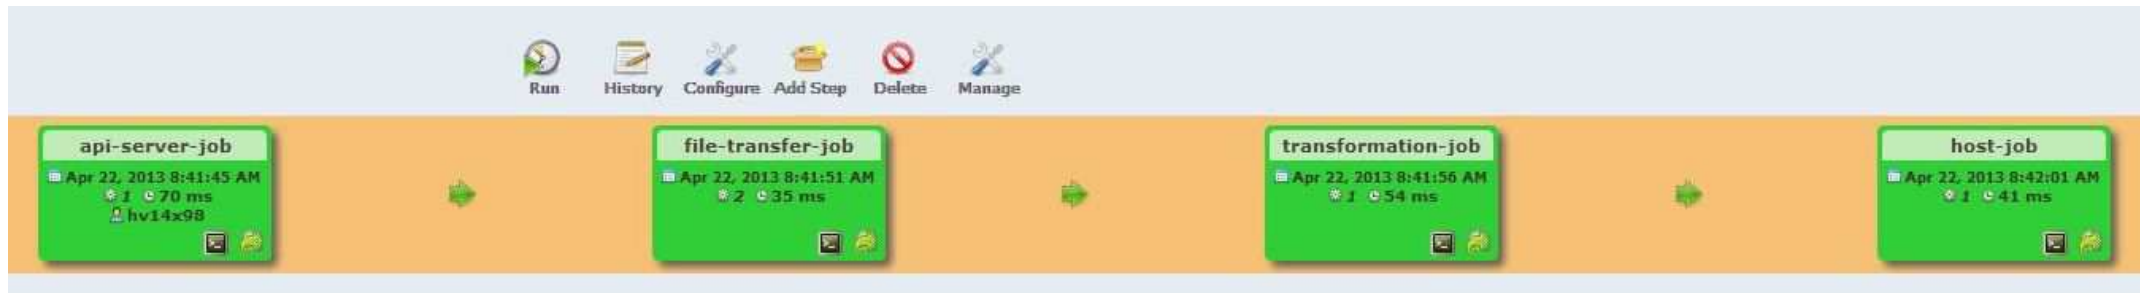 Run History Configure Add Step Delete Manage
api-server-job
Apr 22, 2013 8:41:45 AM
1 70 ms
hv14x98
file-transfer-job
Apr 22, 2013 8:41:51 AM
2 35 ms
transformation-job
Apr 22, 2013 8:41:56 AM
1 54 ms
host-job
Apr 22, 2013 8:42:01 AM
1 41 ms